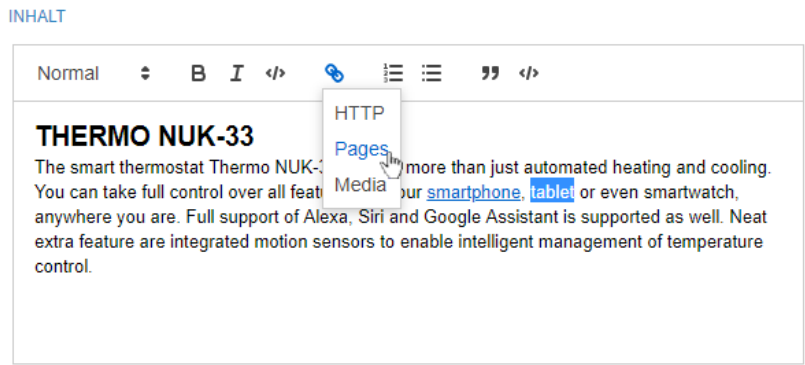 INHALT
Normal B I </> </>
HTTP
Pages
Media
THERMO NUK-33
The smart thermostat Thermo NUK-3 more than just automated heating and cooling.
You can take full control over all feat ur smartphone, tablet or even smartwatch,
anywhere you are. Full support of Alexa, Siri and Google Assistant is supported as well. Neat
extra feature are integrated motion sensors to enable intelligent management of temperature
control.